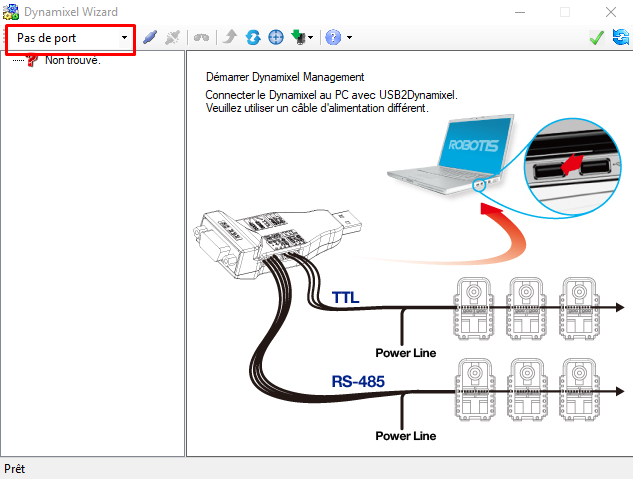 Dynamixel Wizard
Pas de port
Non trouvé.
Démarrer Dynamixel Management
Connecter le Dynamixel au PC avec USB2Dynamixel.
Veuillez utiliser un câble d'alimentation différent.
ROBOTIS
TTL
Power Line
RS-485
Power Line
Prêt